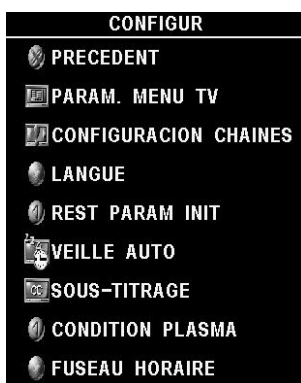 CONFIGUR
PRECEDENT
PARAM. MENU TV
CONFIGURACION CHAINES
LANGUE
REST PARAM INIT
VEILLE AUTO
CC SOUS-TITRAGE
CONDITION PLASMA
FUSEAU HORAIRE